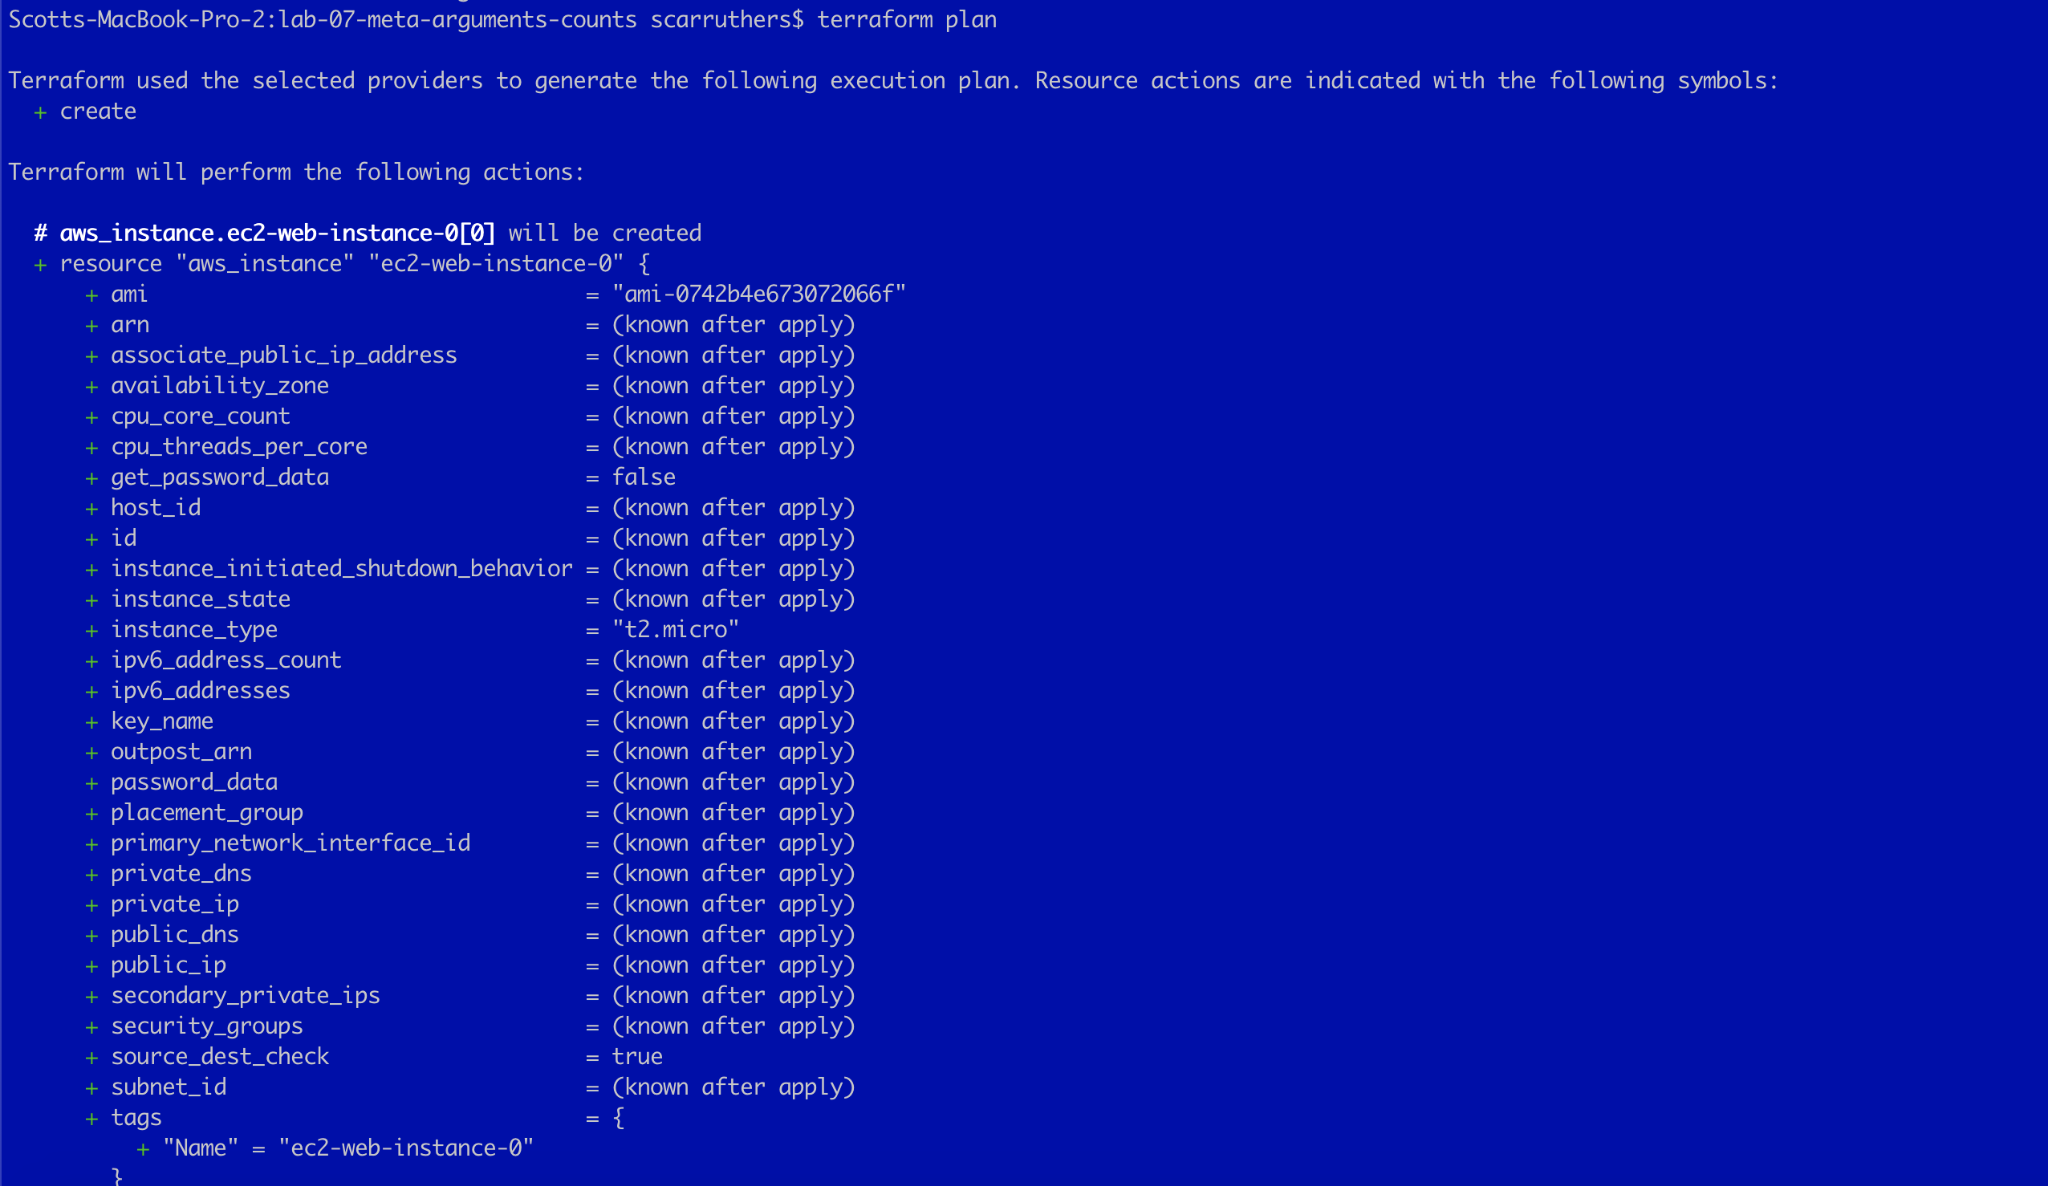 Scotts-MacBook-Pro-2:lab-07-meta-arguments-counts scarruthers$ terraform plan
Terraform used the selected providers to generate the following execution plan. Resource actions are indicated with the following symbols:
+ create
Terraform will perform the following actions:
# aws_instance.ec2-web-instance-0[0] will be created
+ resource "aws_instance" "ec2-web-instance-0" {
+ ami = "ami-0742b4e673072066f"
+ arn = (known after apply)
+ associate_public_ip_address = (known after apply)
+ availability_zone = (known after apply)
+ cpu_core_count = (known after apply)
+ cpu_threads_per_core = (known after apply)
+ get_password_data = false
+ host_id = (known after apply)
+ id = (known after apply)
+ instance_initiated_shutdown_behavior = (known after apply)
+ instance_state = (known after apply)
+ instance_type = "t2.micro"
+ ipv6_address_count = (known after apply)
+ ipv6_addresses = (known after apply)
+ key_name = (known after apply)
+ outpost_arn = (known after apply)
+ password_data = (known after apply)
+ placement_group = (known after apply)
+ primary_network_interface_id = (known after apply)
+ private_dns = (known after apply)
+ private_ip = (known after apply)
+ public_dns = (known after apply)
+ public_ip = (known after apply)
+ secondary_private_ips = (known after apply)
+ security_groups = (known after apply)
+ source_dest_check = true
+ subnet_id = (known after apply)
+ tags = {
+ "Name" = "ec2-web-instance-0"
}